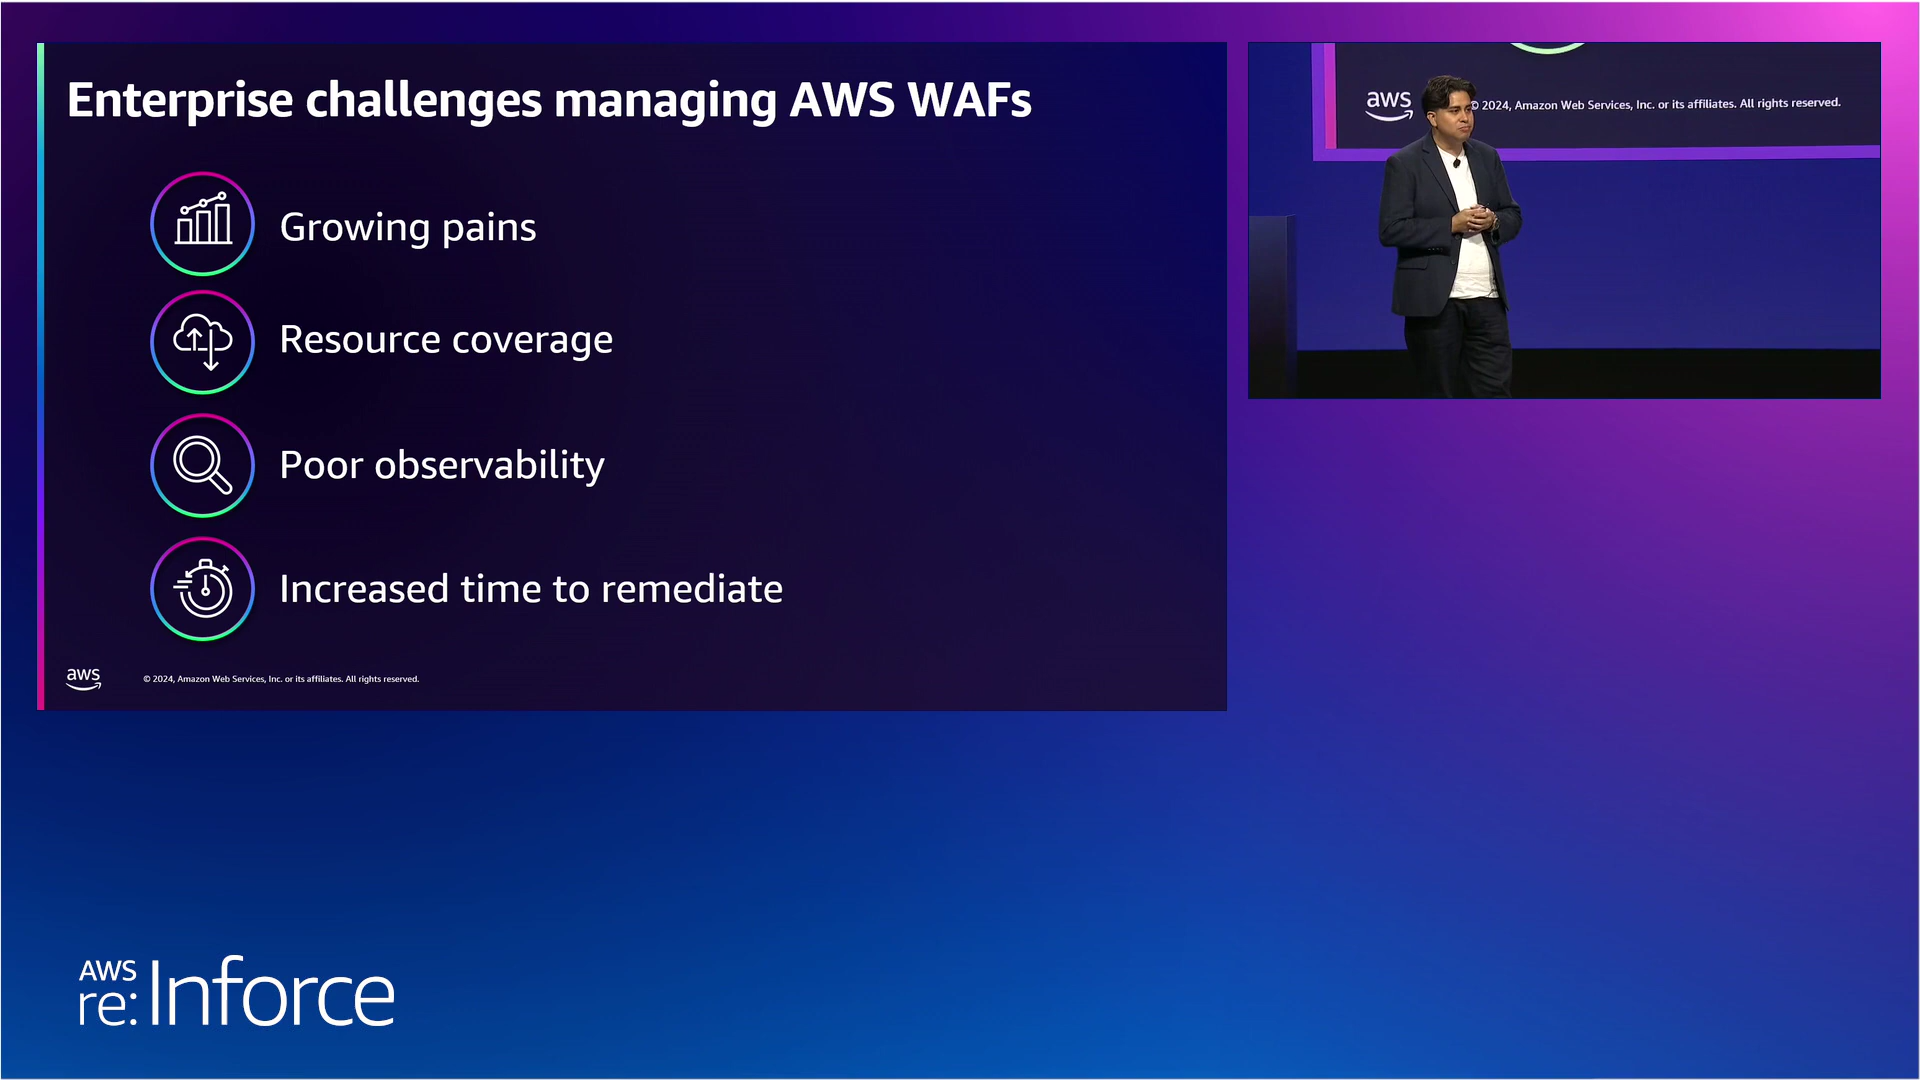 Enterprise challenges managing AWS WAFs
Growing pains
Resource coverage
Poor observability
Increased time to remediate
aws
© 2024, Amazon Web Services, Inc. or its affiliates. All rights reserved.
aws
© 2024, Amazon Web Services, Inc. or its affiliates. All rights reserved.
AWS
re:Inforce